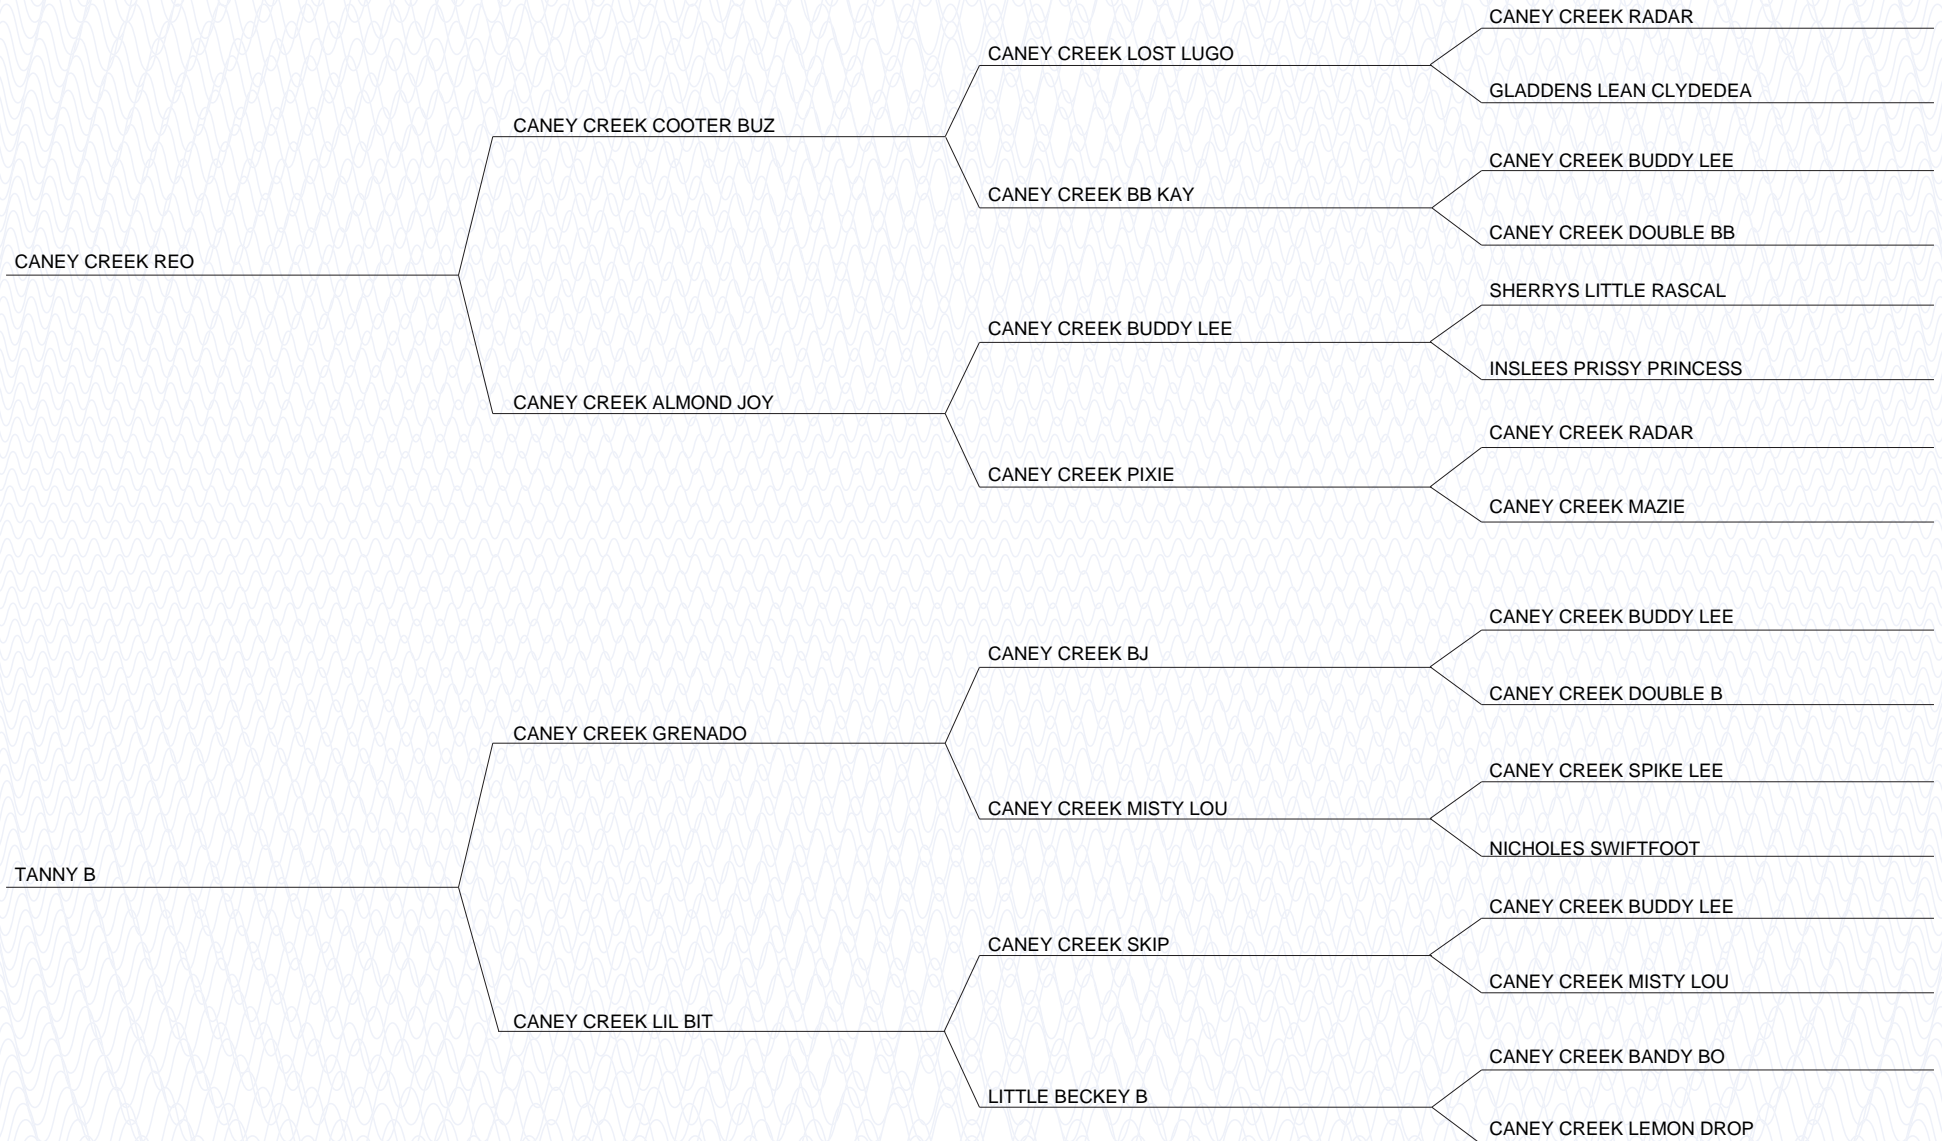 CANEY CREEK RADAR
CANEY CREEK LOST LUGO
GLADDENS LEAN CLYDEDEA
CANEY CREEK COOTER BUZ
CANEY CREEK BUDDY LEE
CANEY CREEK BB KAY
CANEY CREEK DOUBLE BB
CANEY CREEK REO
SHERRYS LITTLE RASCAL
CANEY CREEK BUDDY LEE
INSLEES PRISSY PRINCESS
CANEY CREEK ALMOND JOY
CANEY CREEK RADAR
CANEY CREEK PIXIE
CANEY CREEK MAZIE
CANEY CREEK BUDDY LEE
CANEY CREEK BJ
CANEY CREEK DOUBLE B
CANEY CREEK GRENADO
CANEY CREEK SPIKE LEE
CANEY CREEK MISTY LOU
NICHOLES SWIFTFOOT
TANNY B
CANEY CREEK BUDDY LEE
CANEY CREEK SKIP
CANEY CREEK MISTY LOU
CANEY CREEK LIL BIT
CANEY CREEK BANDY BO
LITTLE BECKEY B
CANEY CREEK LEMON DROP